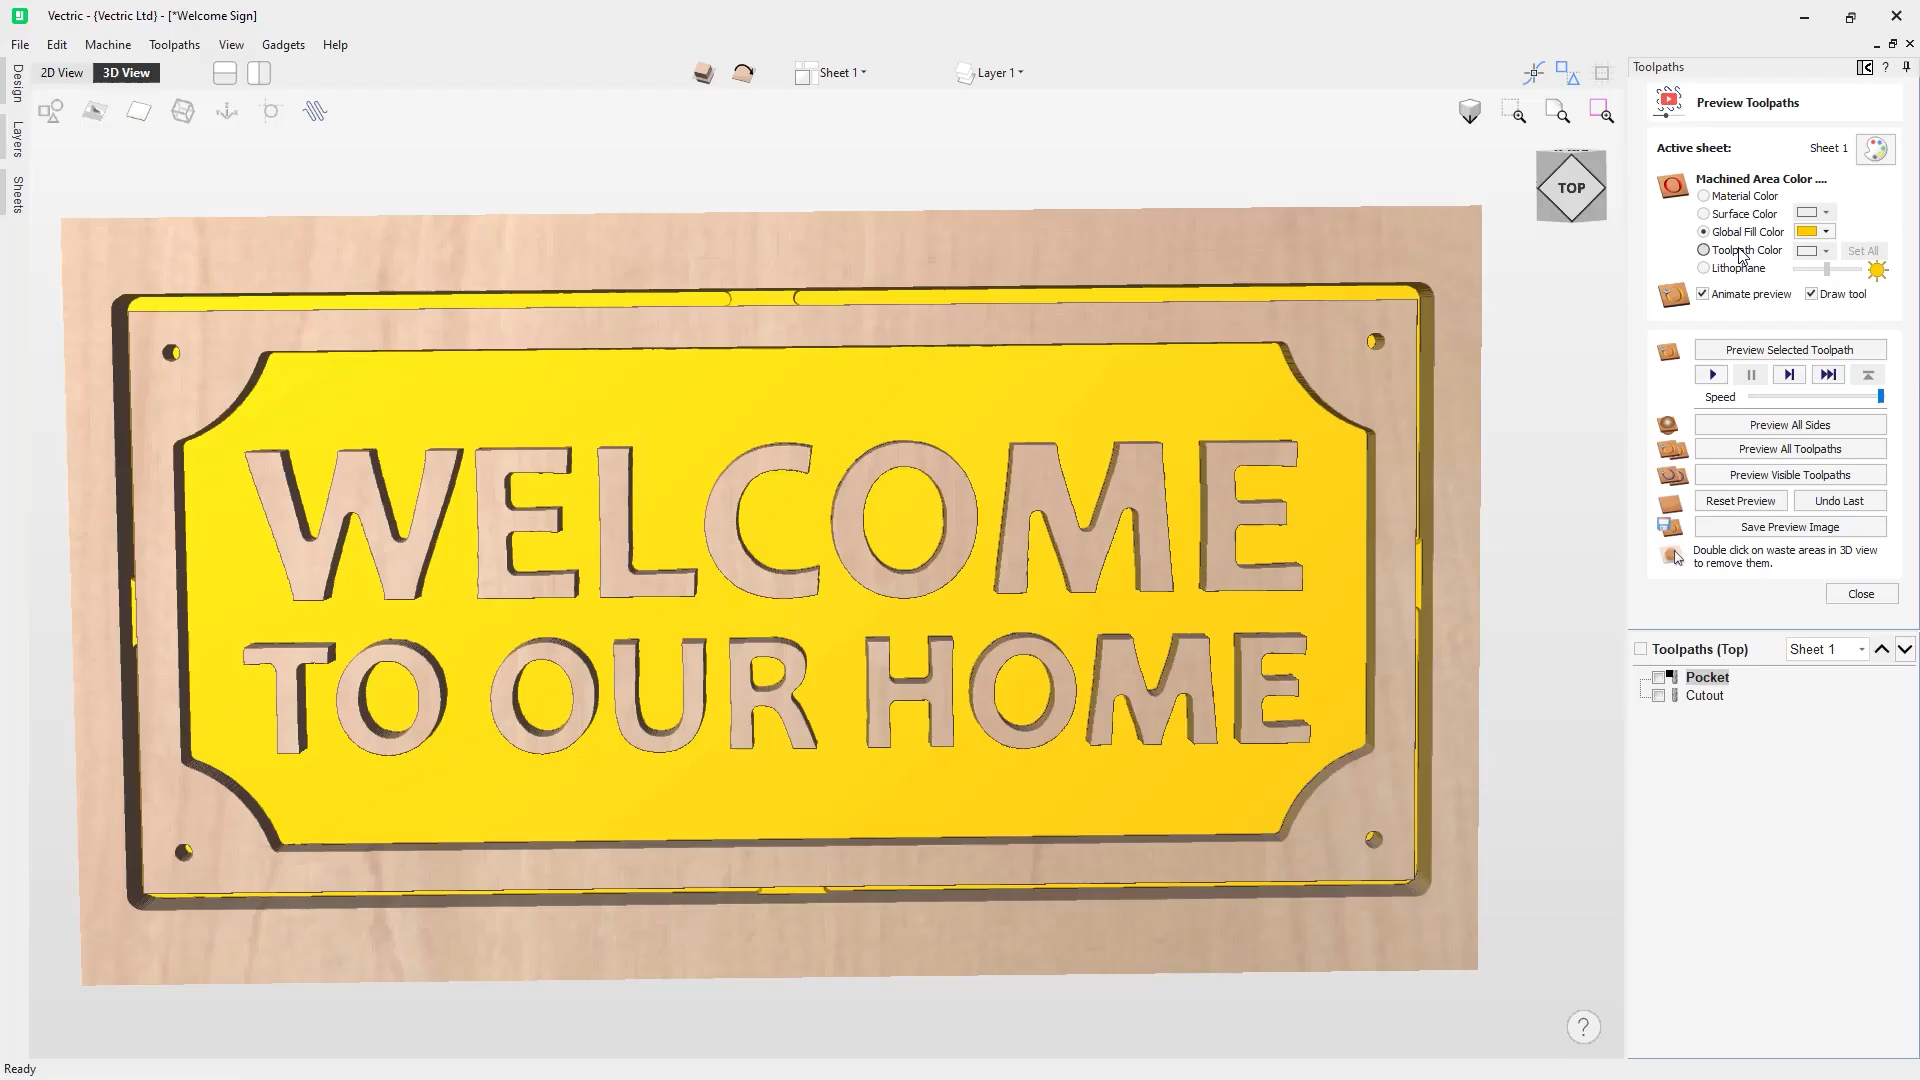 Vectric - {Vectric Ltd} - [*Welcome Sign]
File Edit Machine Toolpaths View Gadgets Help
2D View 3D View Sheet 1 Layer 1
Design
Layers
Sheets
TOP
WELCOME
TO OUR HOME
?
Toolpaths ?
Preview Toolpaths
Active sheet: Sheet 1
Machined Area Color ....
Material Color
Surface Color
Global Fill Color
Toolpath Color Set All
Lithophane
Animate preview Draw tool
Preview Selected Toolpath
Speed
Preview All Sides
Preview All Toolpaths
Preview Visible Toolpaths
Reset Preview Undo Last
Save Preview Image
Double click on waste areas in 3D view
to remove them.
Close
Toolpaths (Top) Sheet 1
Pocket
Cutout
Ready